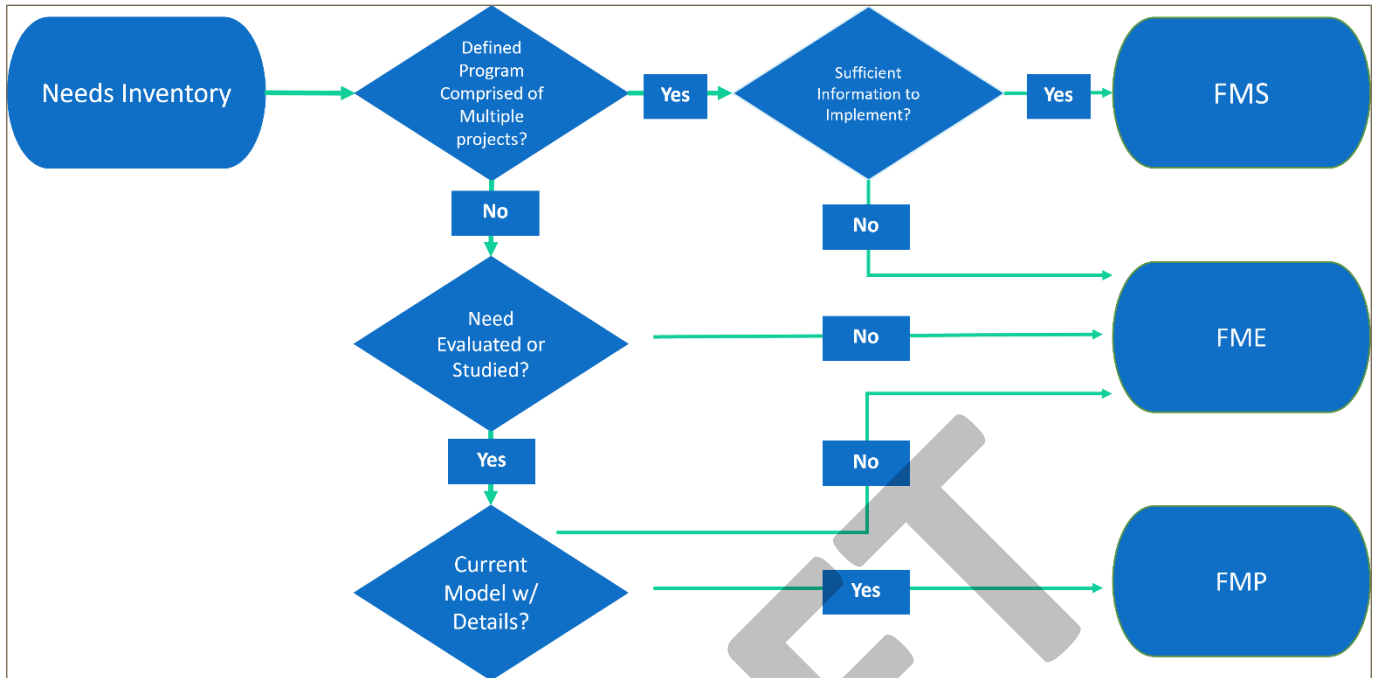 Needs Inventory
Defined
Program
Comprised of
Multiple
projects?
Yes
Sufficient
Information to
Implement?
Yes
FMS
No
No
Need
Evaluated or
Studied?
No
FME
Yes
No
Current
Model w/
Details?
Yes
FMP